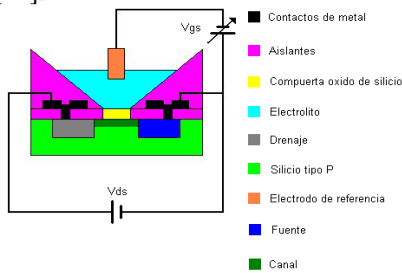 Vgs
Contactos de metal
Aislantes
Compuerta oxido de silicio
Electrolito
Drenaje
Silicio tipo P
Vds
Electrodo de referencia
Fuente
Canal